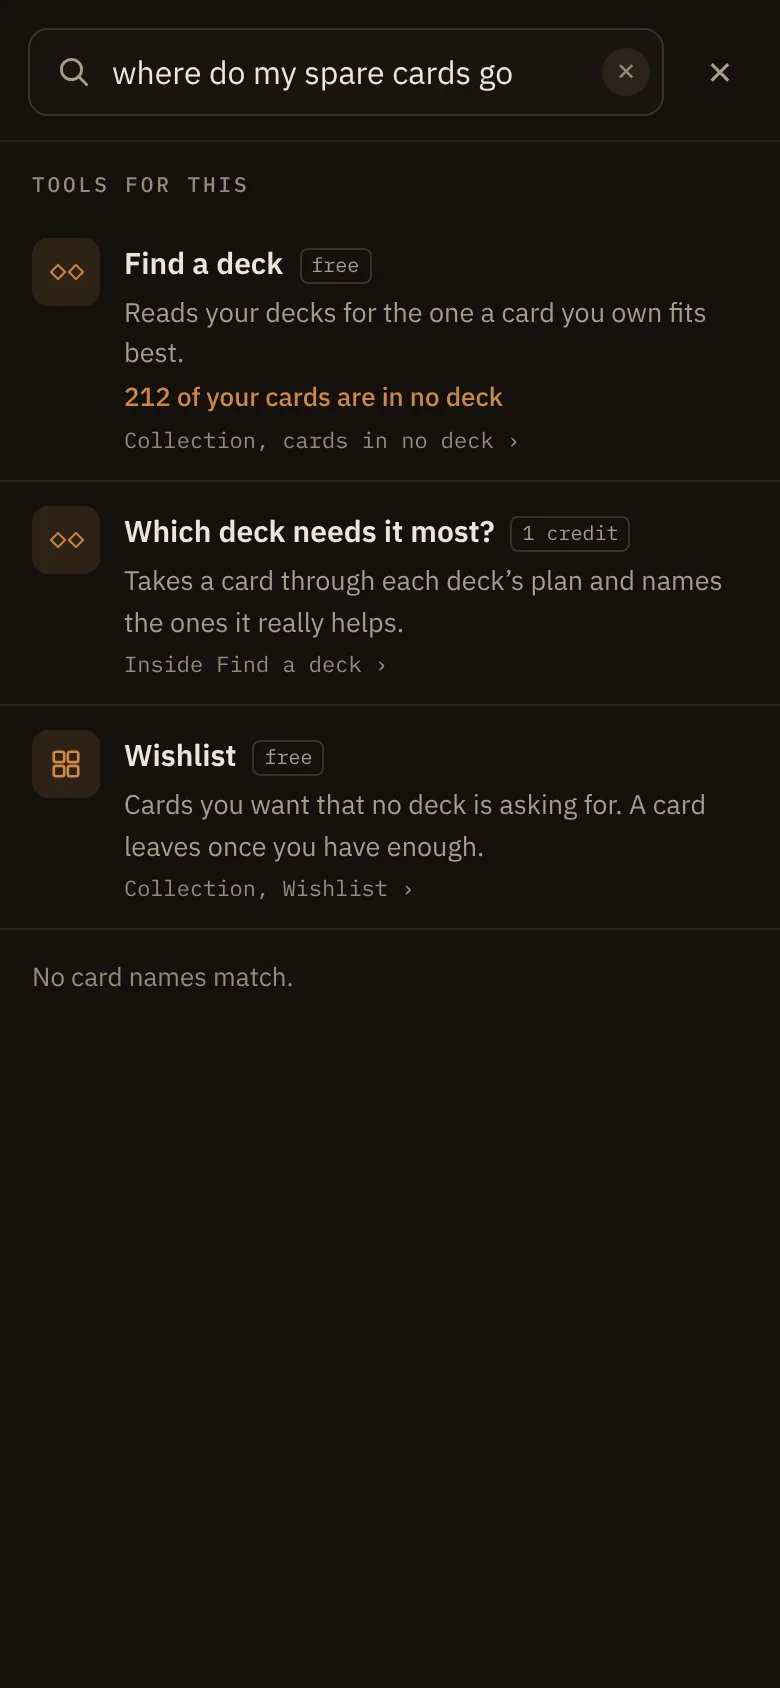 where do my spare cards go
TOOLS FOR THIS
Find a deck free
Reads your decks for the one a card you own fits
best.
212 of your cards are in no deck
Collection, cards in no deck ›
Which deck needs it most? 1 credit
Takes a card through each deck’s plan and names
the ones it really helps.
Inside Find a deck ›
Wishlist free
Cards you want that no deck is asking for. A card
leaves once you have enough.
Collection, Wishlist ›
No card names match.